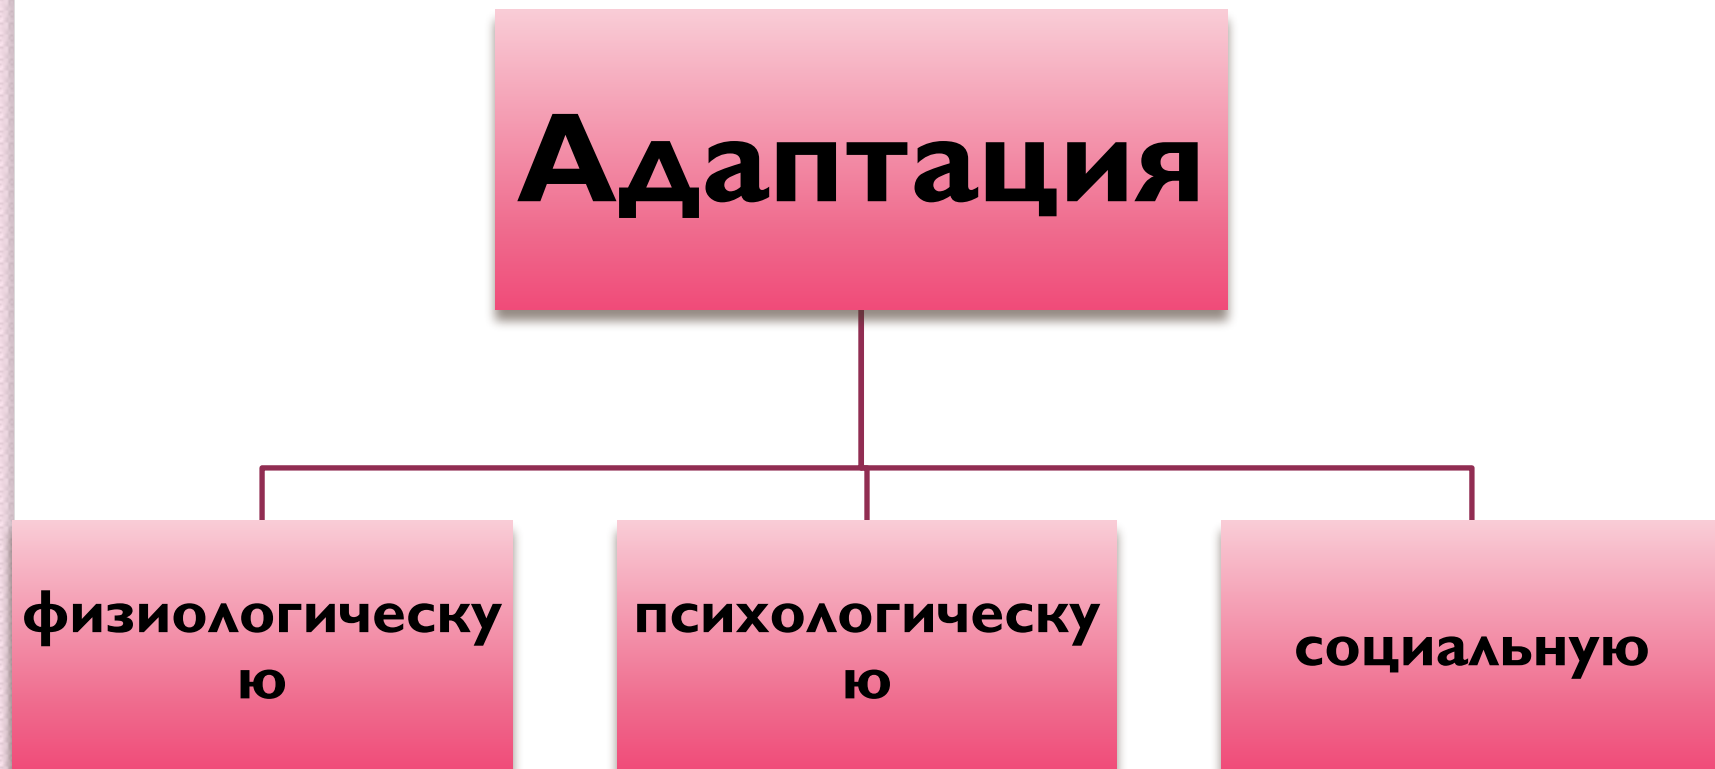 Адаптация
физиологическу
ю
психологическу
ю
социальную